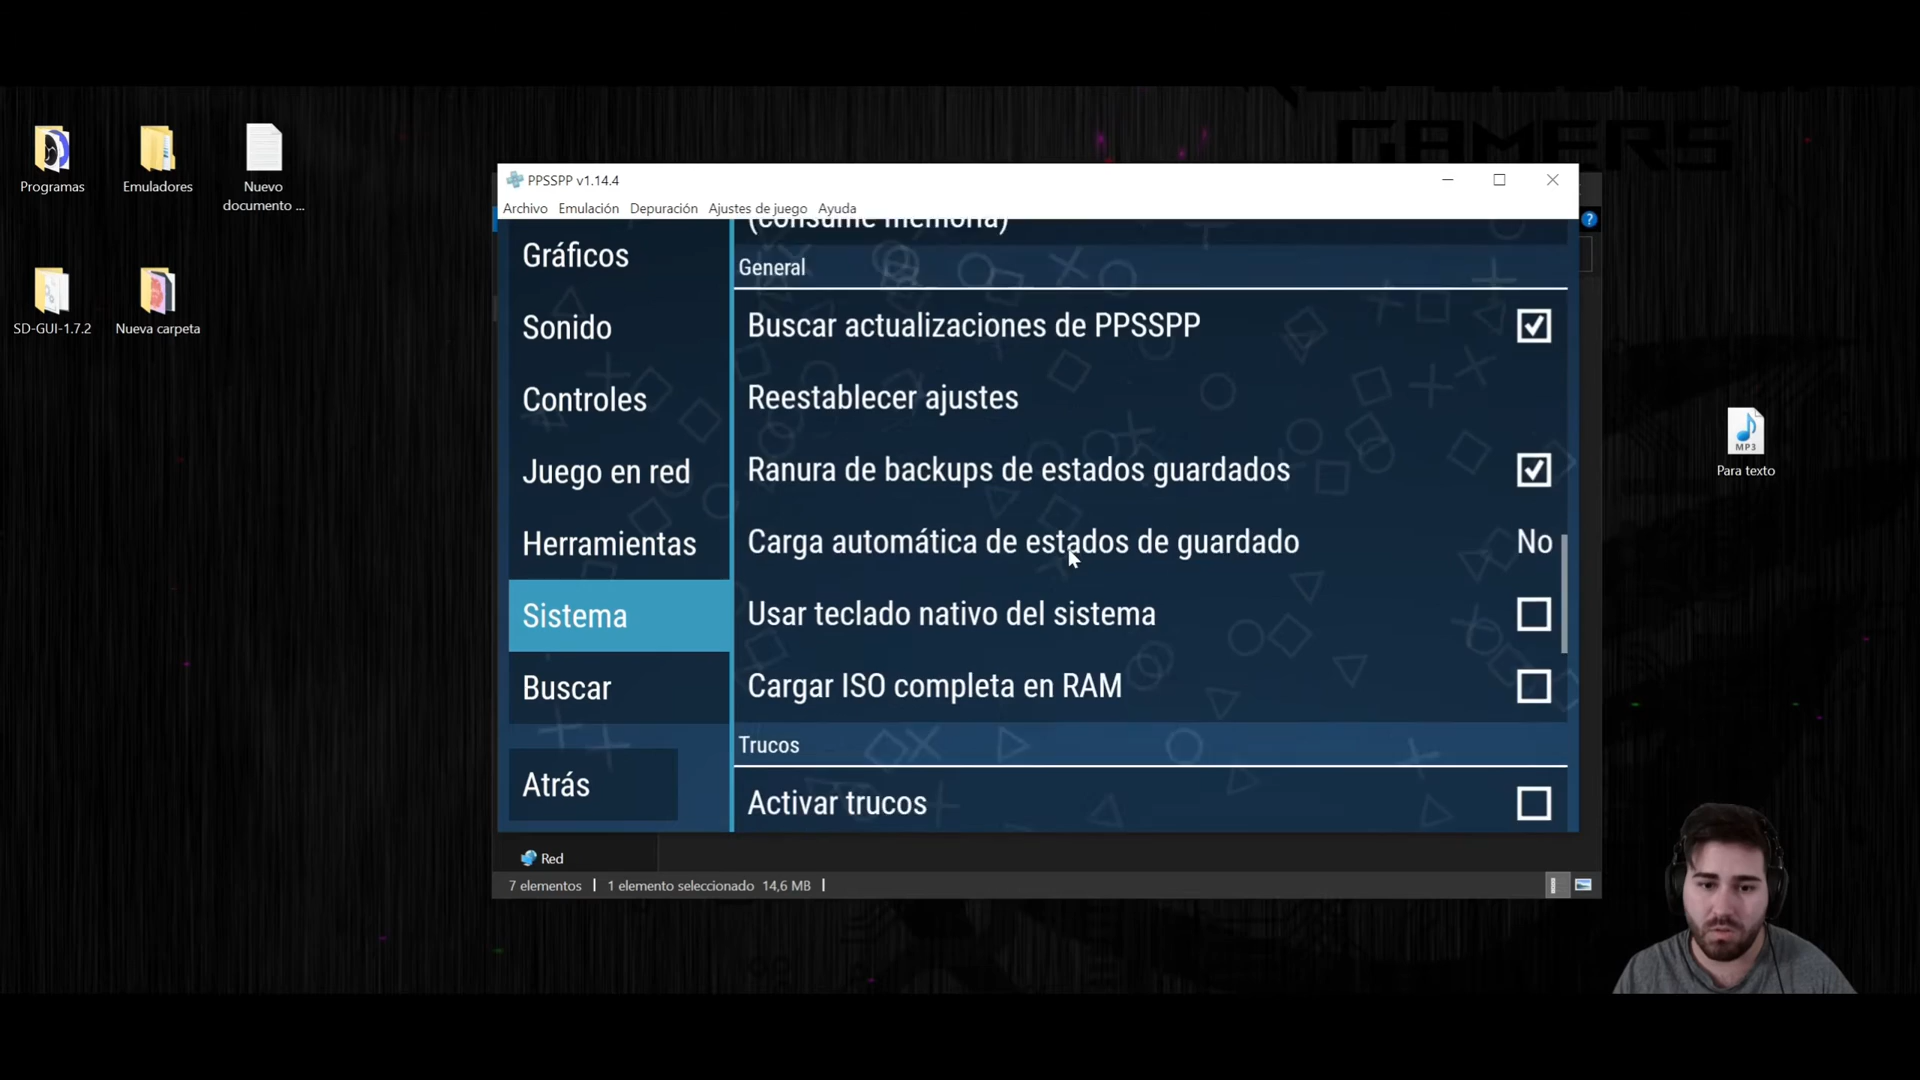 GAMERS
Programas
Emuladores
Nuevo
documento ...
SD-GUI-1.7.2
Nueva carpeta
MP3
Para texto
PPSSPP v1.14.4
Archivo Emulación Depuración Ajustes de juego Ayuda
Gráficos
Sonido
Controles
Juego en red
Herramientas
Sistema
Buscar
Atrás
(consume memoria)
General
Buscar actualizaciones de PPSSPP
Reestablecer ajustes
Ranura de backups de estados guardados
Carga automática de estados de guardado No
Usar teclado nativo del sistema
Cargar ISO completa en RAM
Trucos
Activar trucos
Red
7 elementos 1 elemento seleccionado 14,6 MB